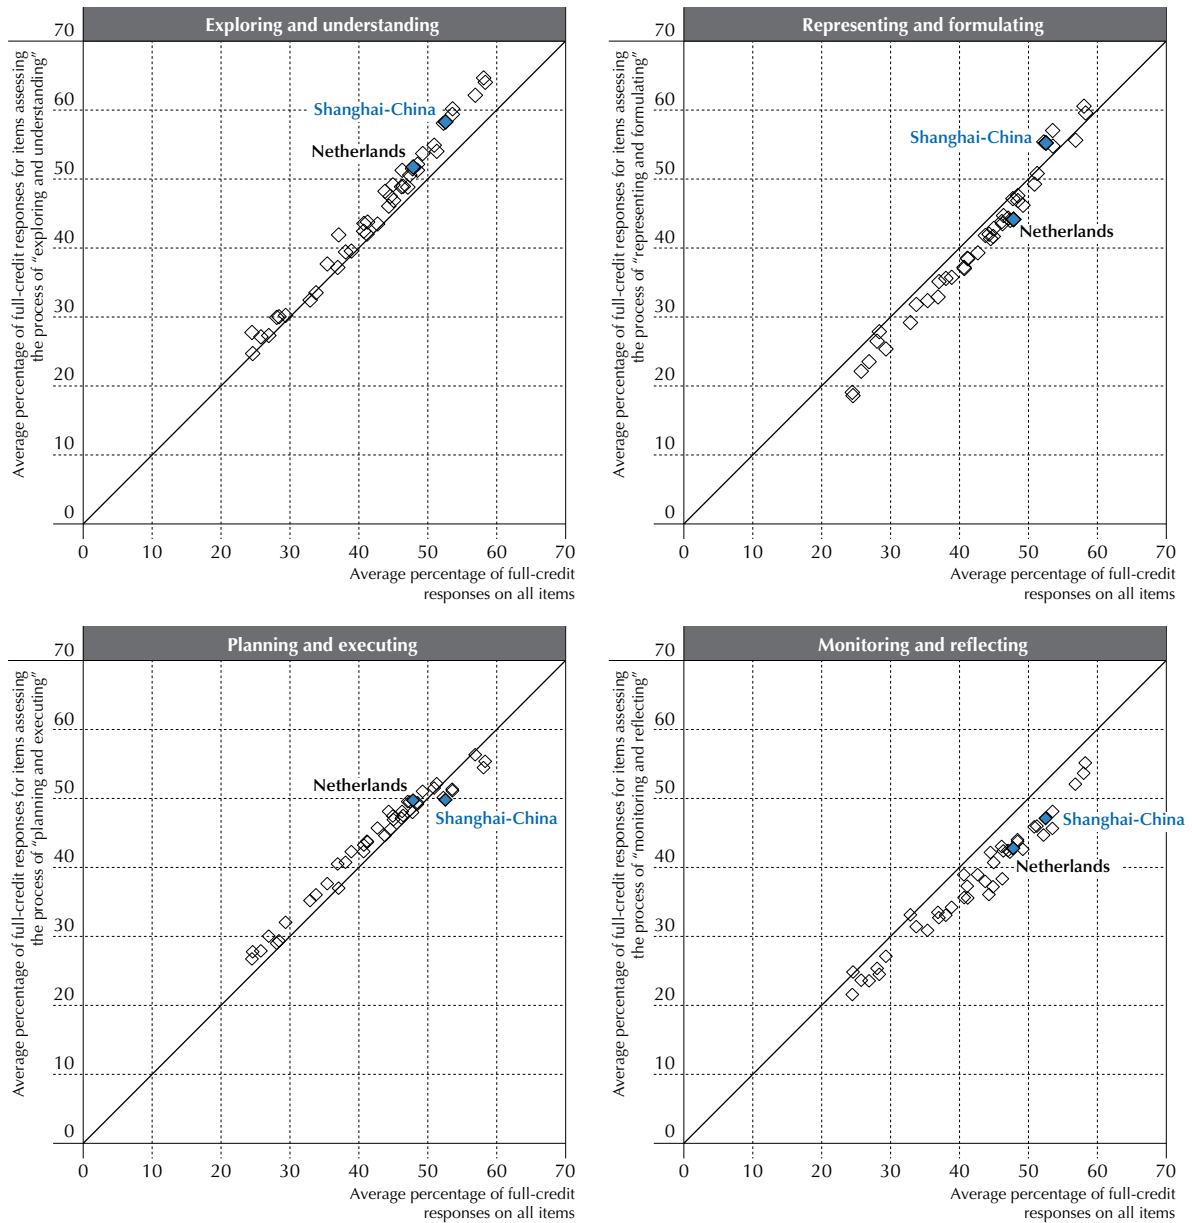 Exploring and understanding
Average percentage of full-credit responses for items assessing
the process of “exploring and understanding”
70
60
50
40
30
20
10
0
Shanghai-China
Netherlands
0 10 20 30 40 50 60 70
Average percentage of full-credit
responses on all items
Representing and formulating
Average percentage of full-credit responses for items assessing
the process of “representing and formulating”
70
60
50
40
30
20
10
0
Shanghai-China
Netherlands
0 10 20 30 40 50 60 70
Average percentage of full-credit
responses on all items
Planning and executing
Average percentage of full-credit responses for items assessing
the process of “planning and executing”
70
60
50
40
30
20
10
0
Netherlands
Shanghai-China
0 10 20 30 40 50 60 70
Average percentage of full-credit
responses on all items
Monitoring and reflecting
Average percentage of full-credit responses for items assessing
the process of “monitoring and reflecting”
70
60
50
40
30
20
10
0
Shanghai-China
Netherlands
0 10 20 30 40 50 60 70
Average percentage of full-credit
responses on all items